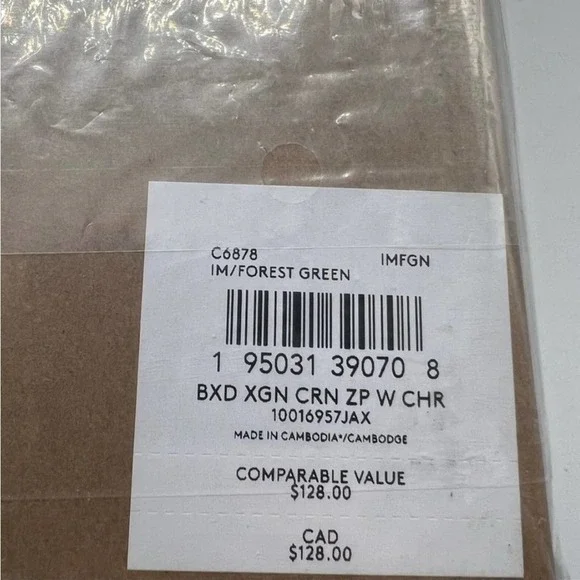 C6878 IMFGN
IM/FOREST GREEN
1 95031 39070 8
BXD XGN CRN ZP W CHR
10016957JAX
MADE IN CAMBODIA*/CAMBODGE
COMPARABLE VALUE
$128.00
CAD
$128.00